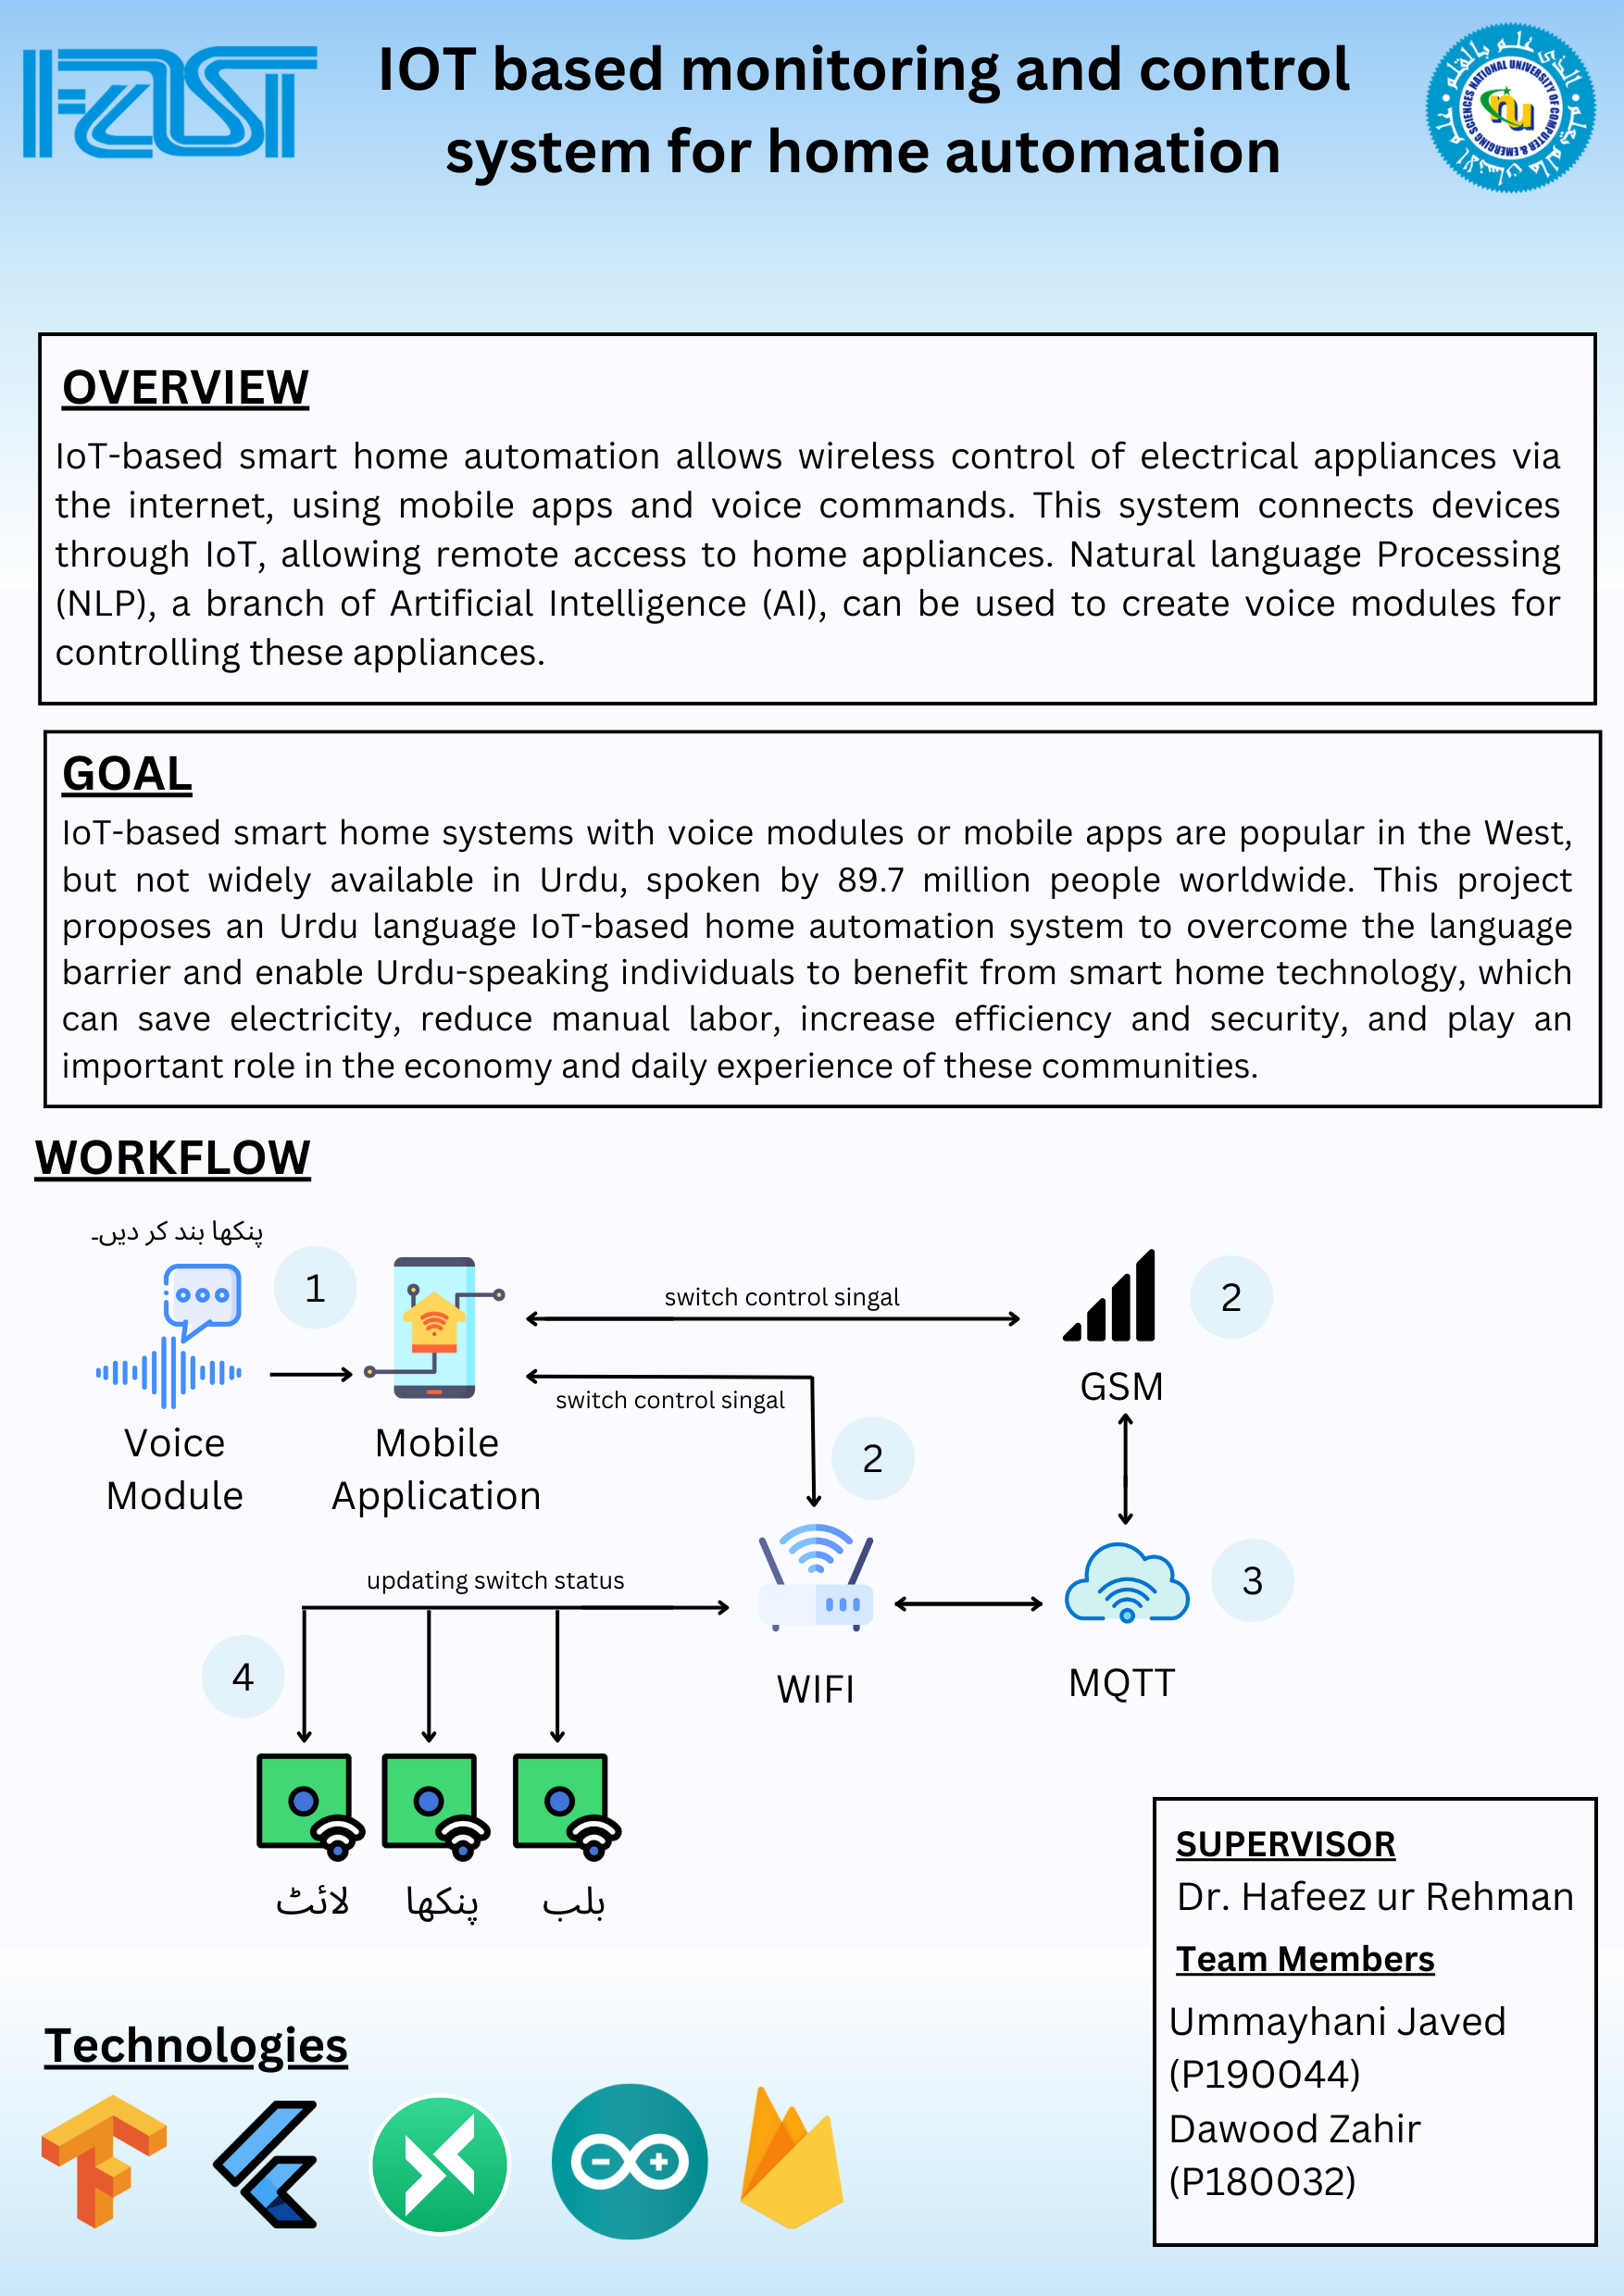 FAST
IOT based monitoring and control
system for home automation
NATIONAL UNIVERSITY OF COMPUTER & EMERGING SCIENCES
nu
OVERVIEW
IoT-based smart home automation allows wireless control of electrical appliances via
the internet, using mobile apps and voice commands. This system connects devices
through IoT, allowing remote access to home appliances. Natural language Processing
(NLP), a branch of Artificial Intelligence (AI), can be used to create voice modules for
controlling these appliances.
GOAL
IoT-based smart home systems with voice modules or mobile apps are popular in the West,
but not widely available in Urdu, spoken by 89.7 million people worldwide. This project
proposes an Urdu language IoT-based home automation system to overcome the language
barrier and enable Urdu-speaking individuals to benefit from smart home technology, which
can save electricity, reduce manual labor, increase efficiency and security, and play an
important role in the economy and daily experience of these communities.
WORKFLOW
پنکھا بند کر دیں۔
1
switch control singal
2
GSM
switch control singal
Voice
Module
Mobile
Application
2
updating switch status
3
4
WIFI
MQTT
لائٹ
پنکھا
بلب
SUPERVISOR
Dr. Hafeez ur Rehman
Team Members
Ummayhani Javed
(P190044)
Dawood Zahir
(P180032)
Technologies